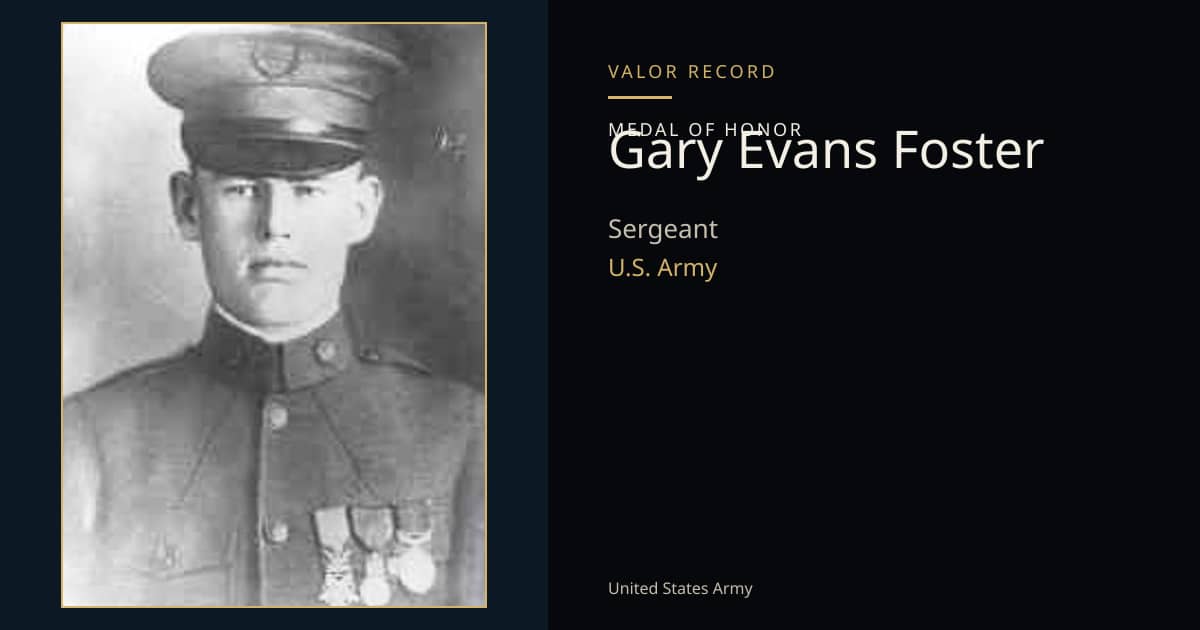 VALOR RECORD
MEDAL OF HONOR
Gary Evans Foster
Sergeant
U.S. Army
United States Army